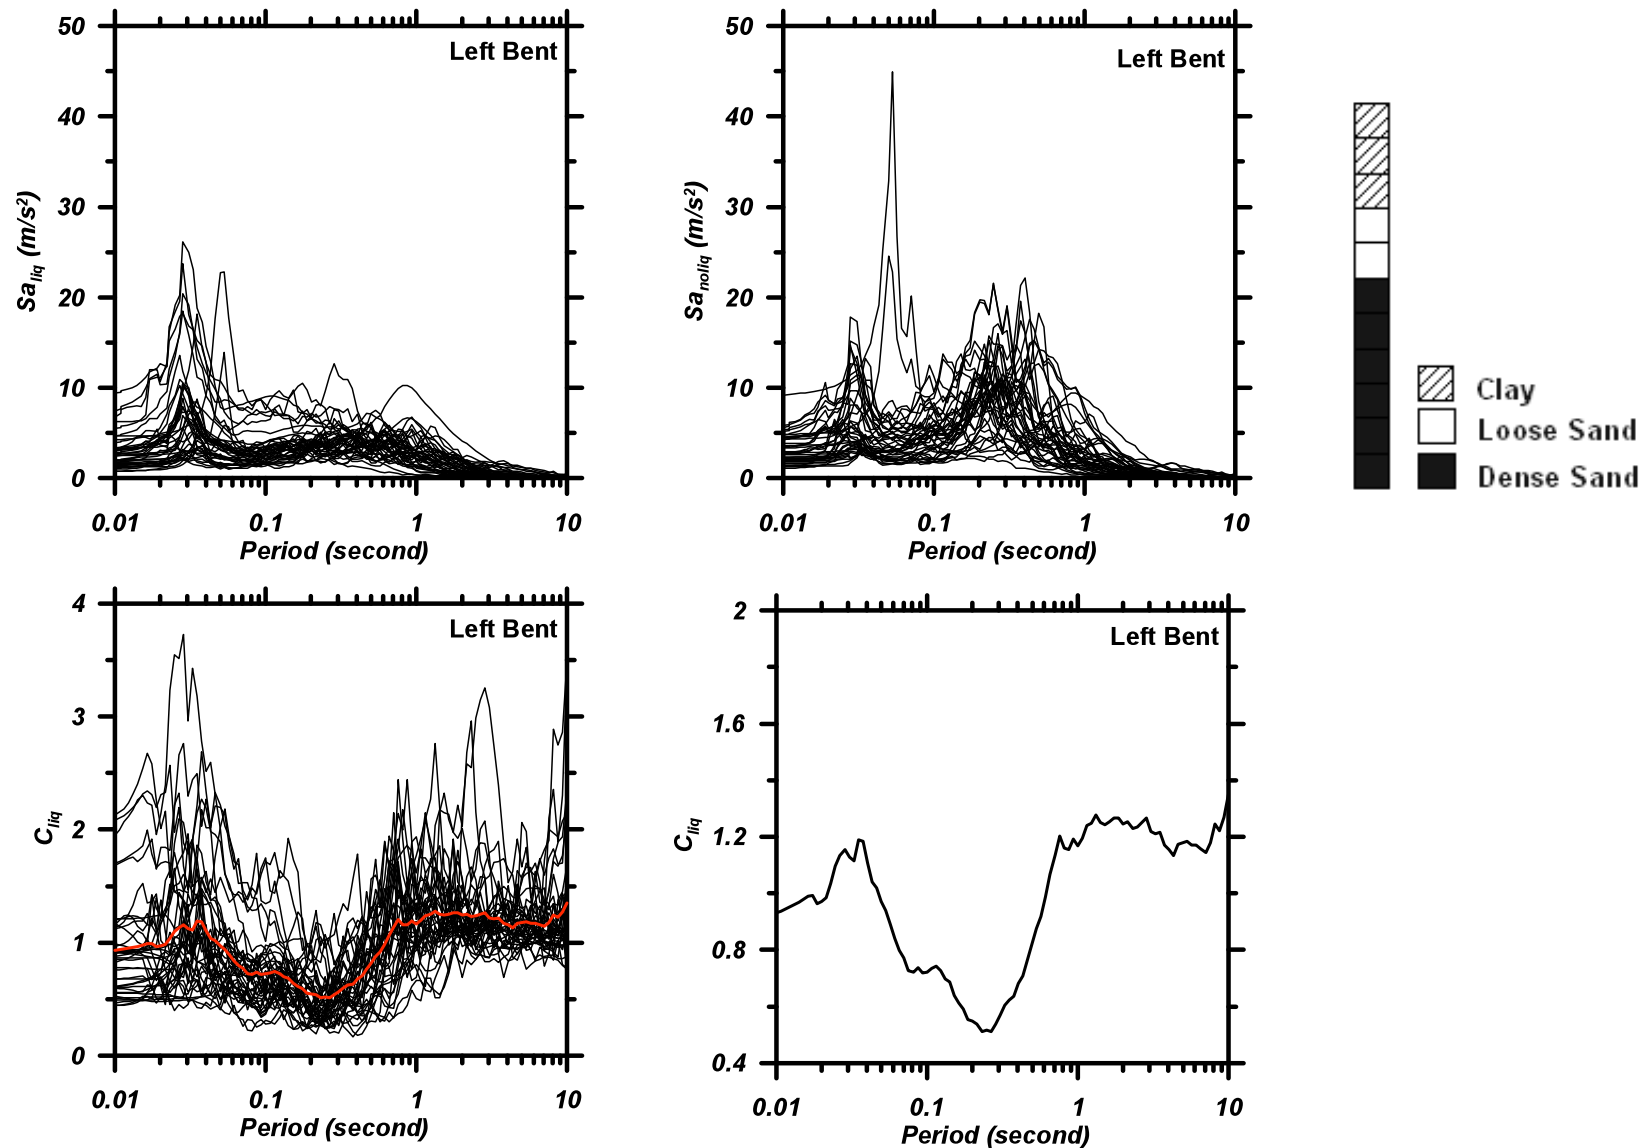 50
40
30
20
10
0
Sa_liq (m/s²)
Left Bent
0.01 0.1 1 10
Period (second)
50
40
30
20
10
0
Sa_noliq (m/s²)
Left Bent
0.01 0.1 1 10
Period (second)
Clay
Loose Sand
Dense Sand
4
3
2
1
0
C_liq
Left Bent
0.01 0.1 1 10
Period (second)
2
1.6
1.2
0.8
0.4
C_liq
Left Bent
0.01 0.1 1 10
Period (second)